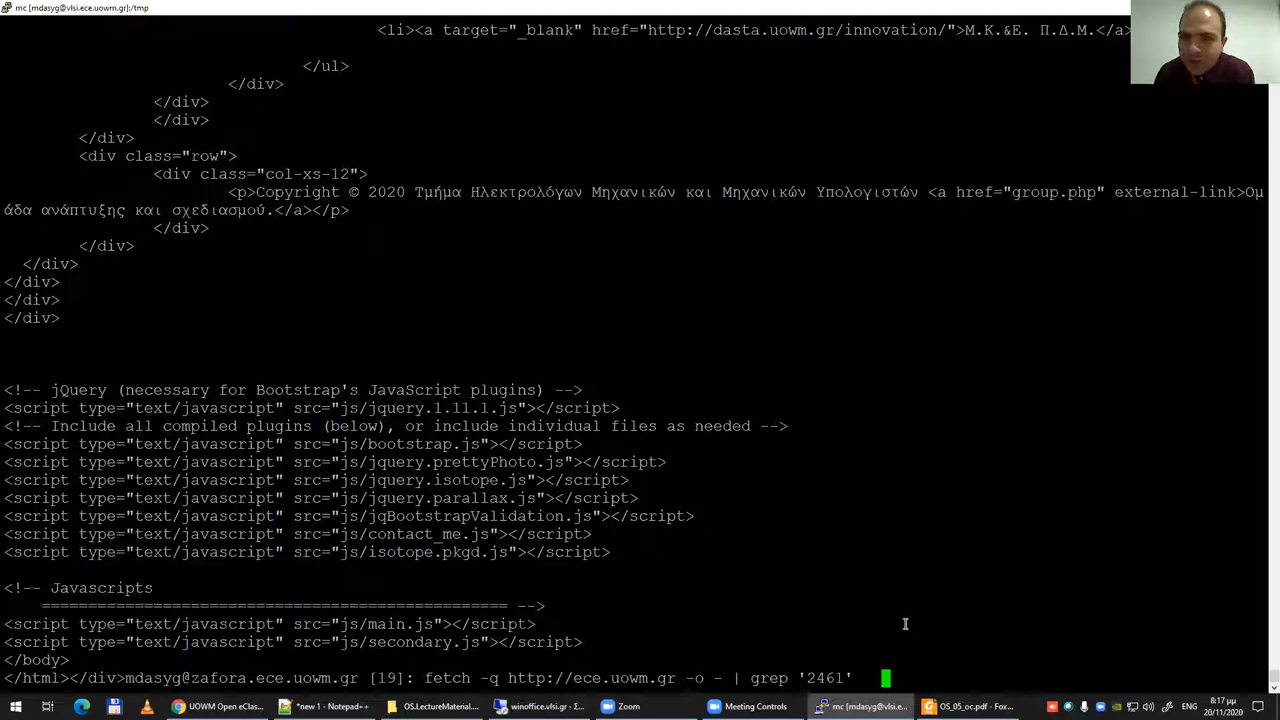 mc [mdasyg@vlsi.ece.uowm.gr]:/tmp
<li><a target="_blank" href="http://dasta.uowm.gr/innovation/">Μ.Κ.&Ε. Π.Δ.Μ.</a>
</ul>
</div>
</div>
</div>
</div>
<div class="row">
<div class="col-xs-12">
<p>Copyright © 2020 Τμήμα Ηλεκτρολόγων Μηχανικών και Μηχανικών Υπολογιστών <a href="group.php" external-link>Ομ
άδα ανάπτυξης και σχεδιασμού.</a></p>
</div>
</div>
</div>
</div>
</div>
</div>
<!-- jQuery (necessary for Bootstrap's JavaScript plugins) -->
<script type="text/javascript" src="js/jquery.1.11.1.js"></script>
<!-- Include all compiled plugins (below), or include individual files as needed -->
<script type="text/javascript" src="js/bootstrap.js"></script>
<script type="text/javascript" src="js/jquery.prettyPhoto.js"></script>
<script type="text/javascript" src="js/jquery.isotope.js"></script>
<script type="text/javascript" src="js/jquery.parallax.js"></script>
<script type="text/javascript" src="js/jqBootstrapValidation.js"></script>
<script type="text/javascript" src="js/contact_me.js"></script>
<script type="text/javascript" src="js/isotope.pkgd.js"></script>
<!-- Javascripts
================================================== -->
<script type="text/javascript" src="js/main.js"></script>
<script type="text/javascript" src="js/secondary.js"></script>
</body>
</html></div>mdasyg@zafora.ece.uowm.gr [19]: fetch -q http://ece.uowm.gr -o - | grep '2461'
UOWM Open eClas... *new 1 - Notepad++ OS.LectureMaterial... winoffice.vlsi.gr - ... Zoom Meeting Controls mc [mdasyg@vlsi.e... OS_05_oc.pdf - Fox... ENG 8:17 μμ
20/11/2020